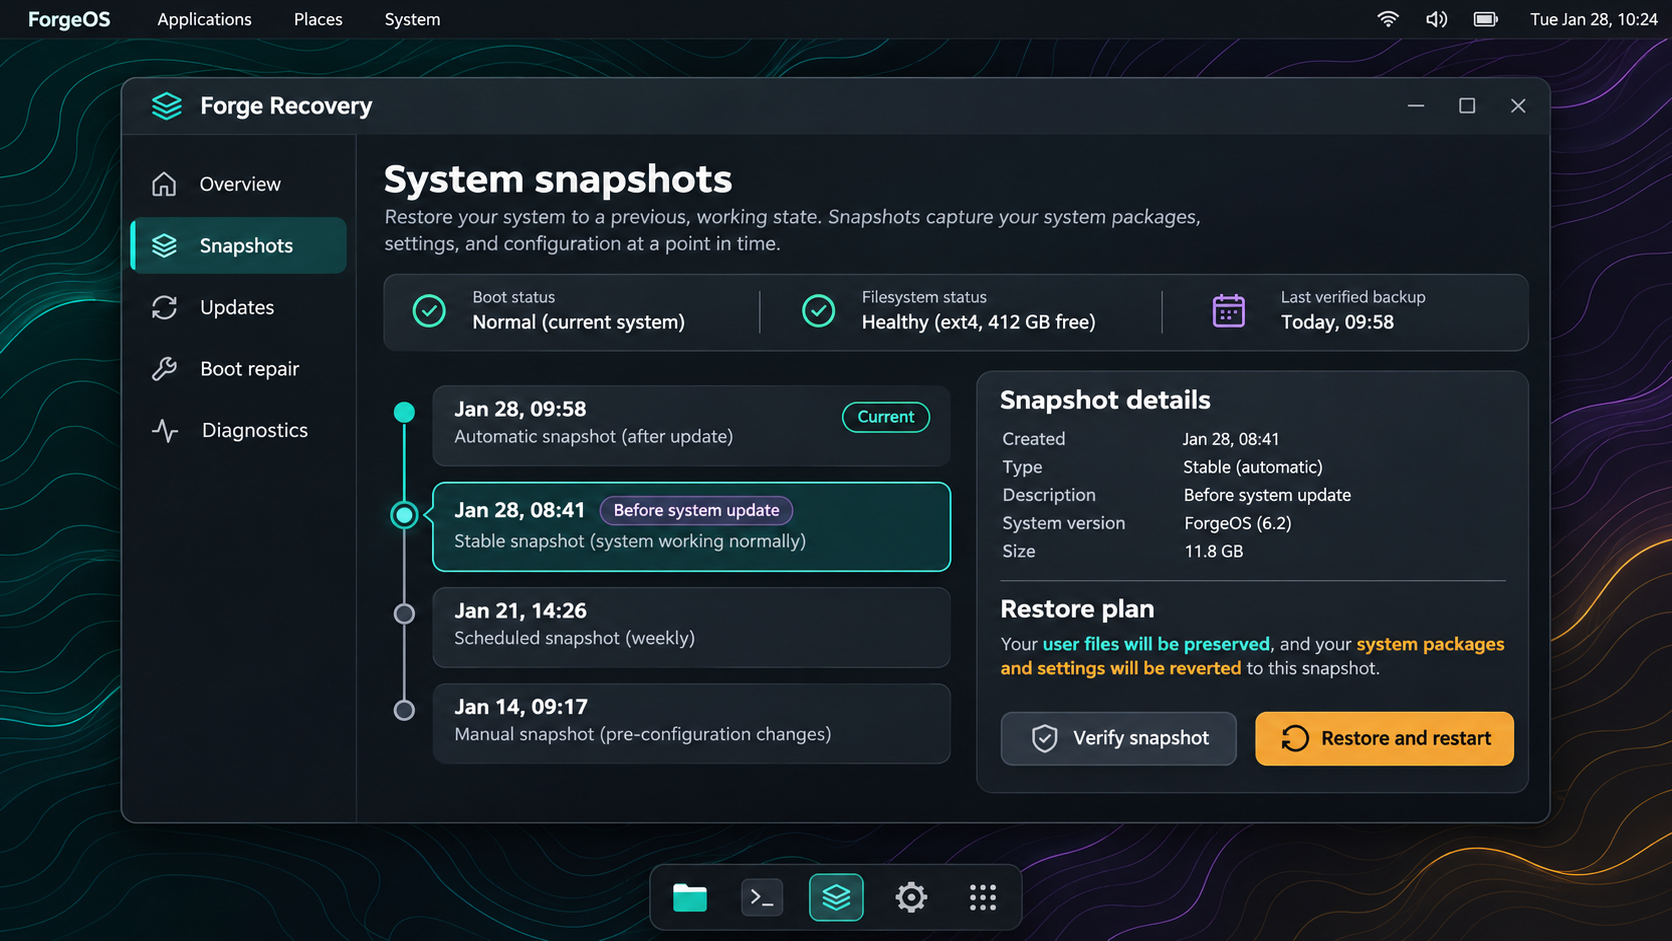 ForgeOS Applications Places System Tue Jan 28, 10:24
Forge Recovery
Overview
Snapshots
Updates
Boot repair
Diagnostics
System snapshots
Restore your system to a previous, working state. Snapshots capture your system packages,
settings, and configuration at a point in time.
Boot status
Normal (current system)
Filesystem status
Healthy (ext4, 412 GB free)
Last verified backup
Today, 09:58
Jan 28, 09:58
Automatic snapshot (after update)
Current
Jan 28, 08:41 Before system update
Stable snapshot (system working normally)
Jan 21, 14:26
Scheduled snapshot (weekly)
Jan 14, 09:17
Manual snapshot (pre-configuration changes)
Snapshot details
Created Jan 28, 08:41
Type Stable (automatic)
Description Before system update
System version ForgeOS (6.2)
Size 11.8 GB
Restore plan
Your user files will be preserved, and your system packages
and settings will be reverted to this snapshot.
Verify snapshot
Restore and restart